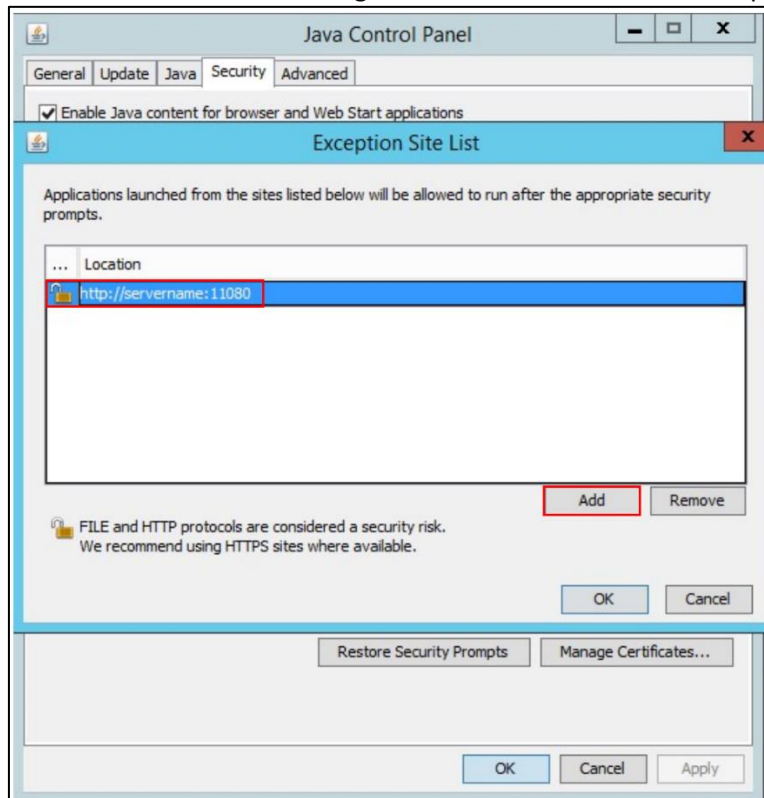 Java Control Panel
General Update Java Security Advanced
Enable Java content for browser and Web Start applications
Exception Site List
x
Applications launched from the sites listed below will be allowed to run after the appropriate security
prompts.
... Location
http://servername:11080
Add Remove
FILE and HTTP protocols are considered a security risk.
We recommend using HTTPS sites where available.
OK Cancel
Restore Security Prompts Manage Certificates...
OK Cancel Apply